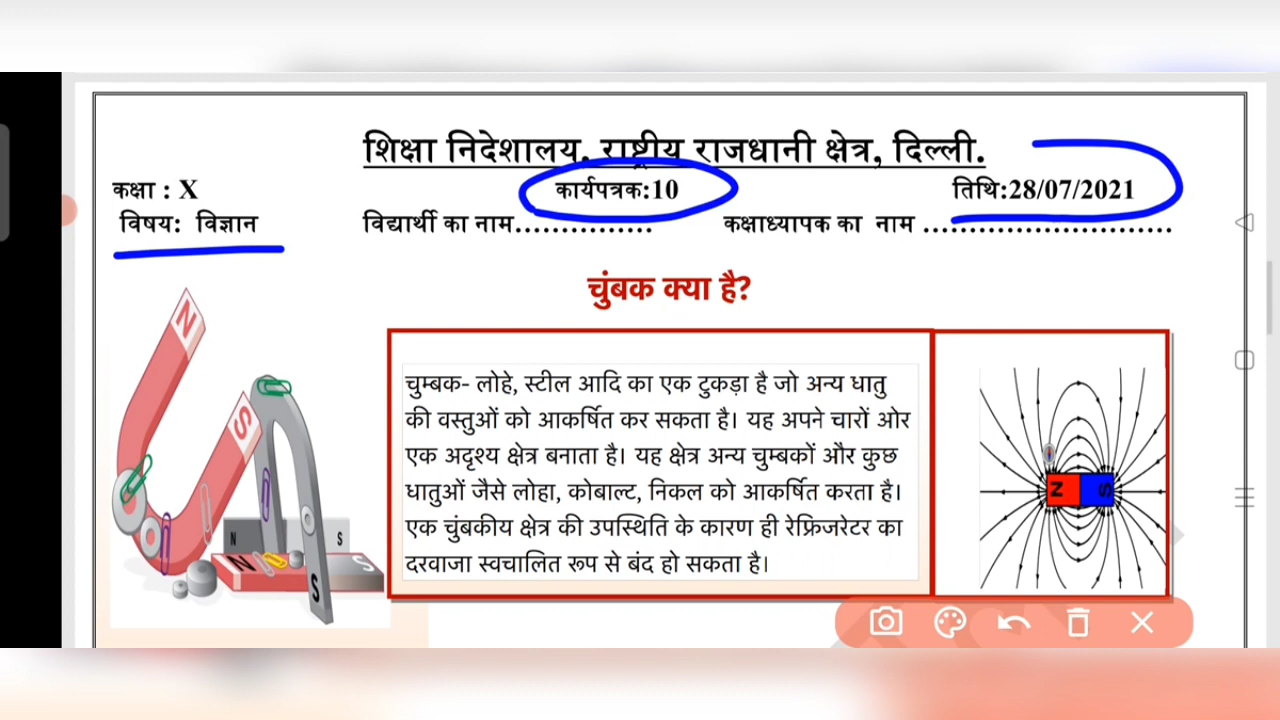 शिक्षा निदेशालय, राष्ट्रीय राजधानी क्षेत्र, दिल्ली.
कक्षा : X कार्यपत्रक:10 तिथि:28/07/2021
विषय: विज्ञान विद्यार्थी का नाम............... कक्षाध्यापक का नाम ............................
चुंबक क्या है?
चुम्बक- लोहे, स्टील आदि का एक टुकड़ा है जो अन्य धातु
की वस्तुओं को आकर्षित कर सकता है। यह अपने चारों ओर
एक अदृश्य क्षेत्र बनाता है। यह क्षेत्र अन्य चुम्बकों और कुछ
धातुओं जैसे लोहा, कोबाल्ट, निकल को आकर्षित करता है।
एक चुंबकीय क्षेत्र की उपस्थिति के कारण ही रेफ्रिजरेटर का
दरवाजा स्वचालित रूप से बंद हो सकता है।
N
S
N S
N S
S
N S